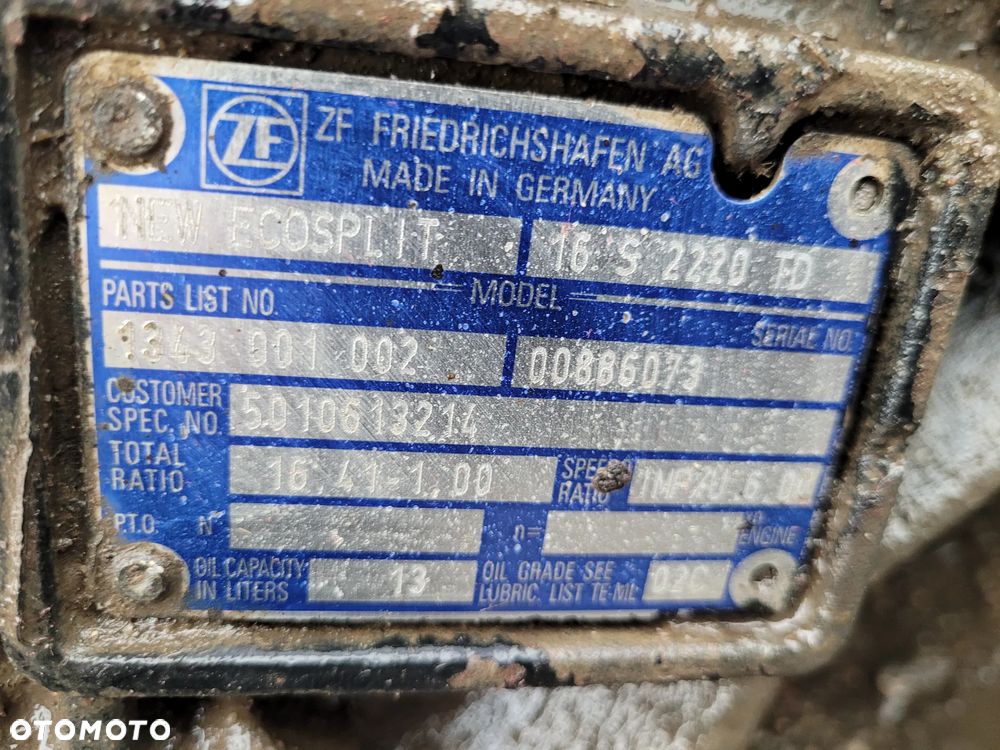 ZF
ZF FRIEDRICHSHAFEN AG
MADE IN GERMANY
NEW ECOSPLIT 16 S 2220 TD
PARTS LIST NO. MODEL SERIAL NO.
1343 001 002 00886073
CUSTOMER
SPEC. NO. 5010613214
TOTAL
RATIO 16.41-1.00
SPEED
RATIO
P.T.O. N n= ENGINE
OIL CAPACITY
IN LITERS 13
OIL GRADE SEE
LUBRIC. LIST TE-ML 02
OTOMOTO